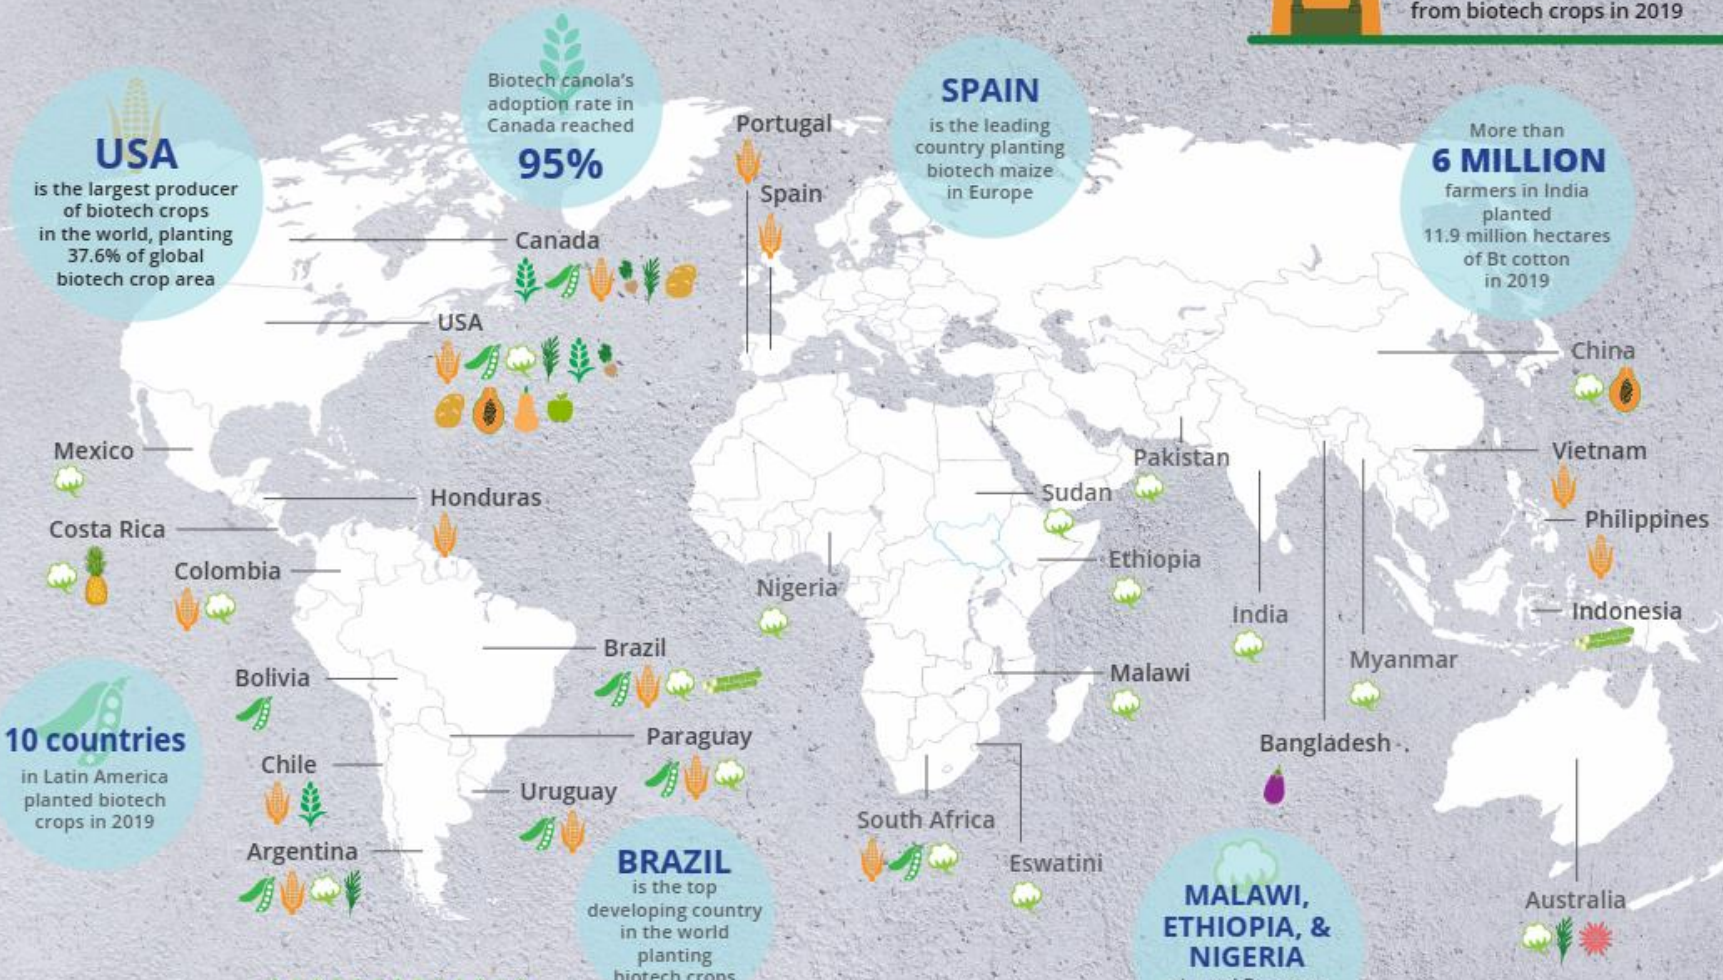 from biotech crops in 2019
USA
is the largest producer
of biotech crops
in the world, planting
37.6% of global
biotech crop area
Biotech canola's
adoption rate in
Canada reached
95%
SPAIN
is the leading
country planting
biotech maize
in Europe
More than
6 MILLION
farmers in India
planted
11.9 million hectares
of Bt cotton
in 2019
Portugal
Spain
Canada
USA
China
Mexico
Vietnam
Pakistan
Honduras
Sudan
Philippines
Costa Rica
Colombia
Ethiopia
Nigeria
India
Indonesia
Brazil
Myanmar
Malawi
Bolivia
10 countries
in Latin America
planted biotech
crops in 2019
Paraguay
Bangladesh .
Chile
Uruguay
South Africa
Argentina
Eswatini
BRAZIL
is the top
developing country
in the world
planting
biotech crops
MALAWI,
ETHIOPIA, &
NIGERIA
Australia